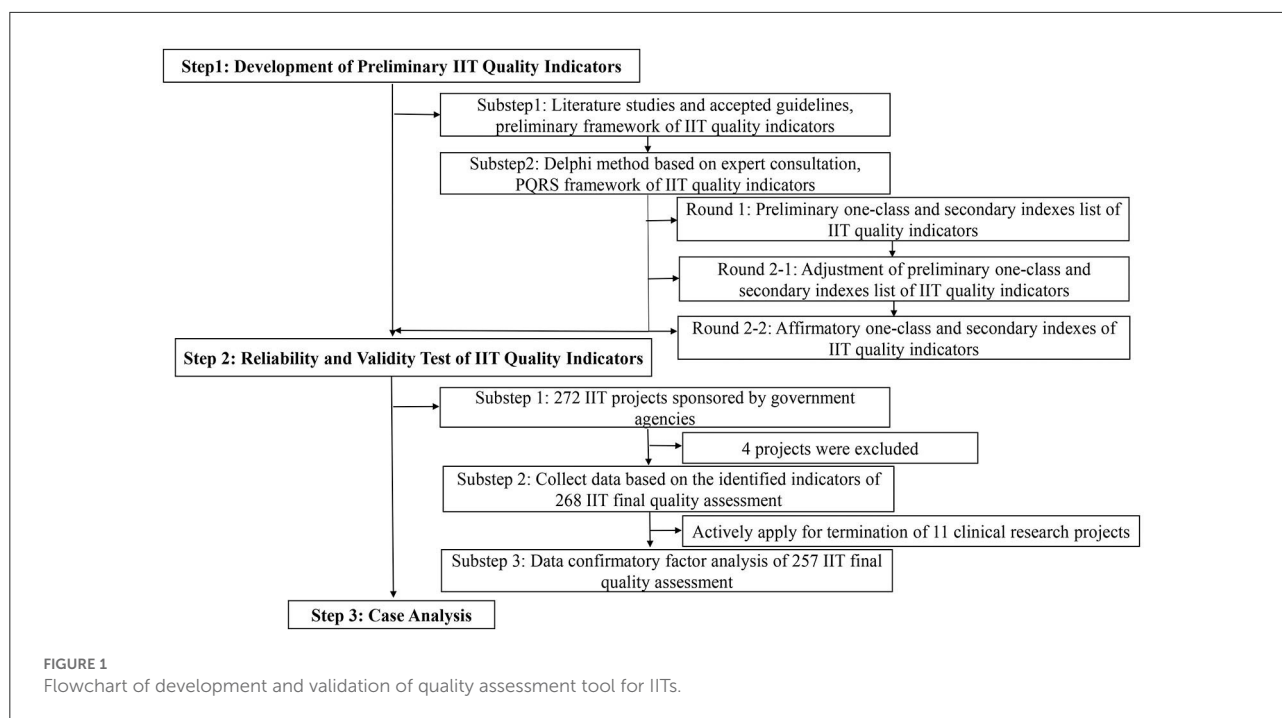 Step1: Development of Preliminary IIT Quality Indicators
Substep1: Literature studies and accepted guidelines,
preliminary framework of IIT quality indicators
Substep2: Delphi method based on expert consultation,
PQRS framework of IIT quality indicators
Round 1: Preliminary one-class and secondary indexes list of
IIT quality indicators
Round 2-1: Adjustment of preliminary one-class and
secondary indexes list of IIT quality indicators
Round 2-2: Affirmatory one-class and secondary indexes of
IIT quality indicators
Step 2: Reliability and Validity Test of IIT Quality Indicators
Substep 1: 272 IIT projects sponsored by government
agencies
4 projects were excluded
Substep 2: Collect data based on the identified indicators of
268 IIT final quality assessment
Actively apply for termination of 11 clinical research projects
Substep 3: Data confirmatory factor analysis of 257 IIT final
quality assessment
Step 3: Case Analysis
FIGURE 1
Flowchart of development and validation of quality assessment tool for IITs.